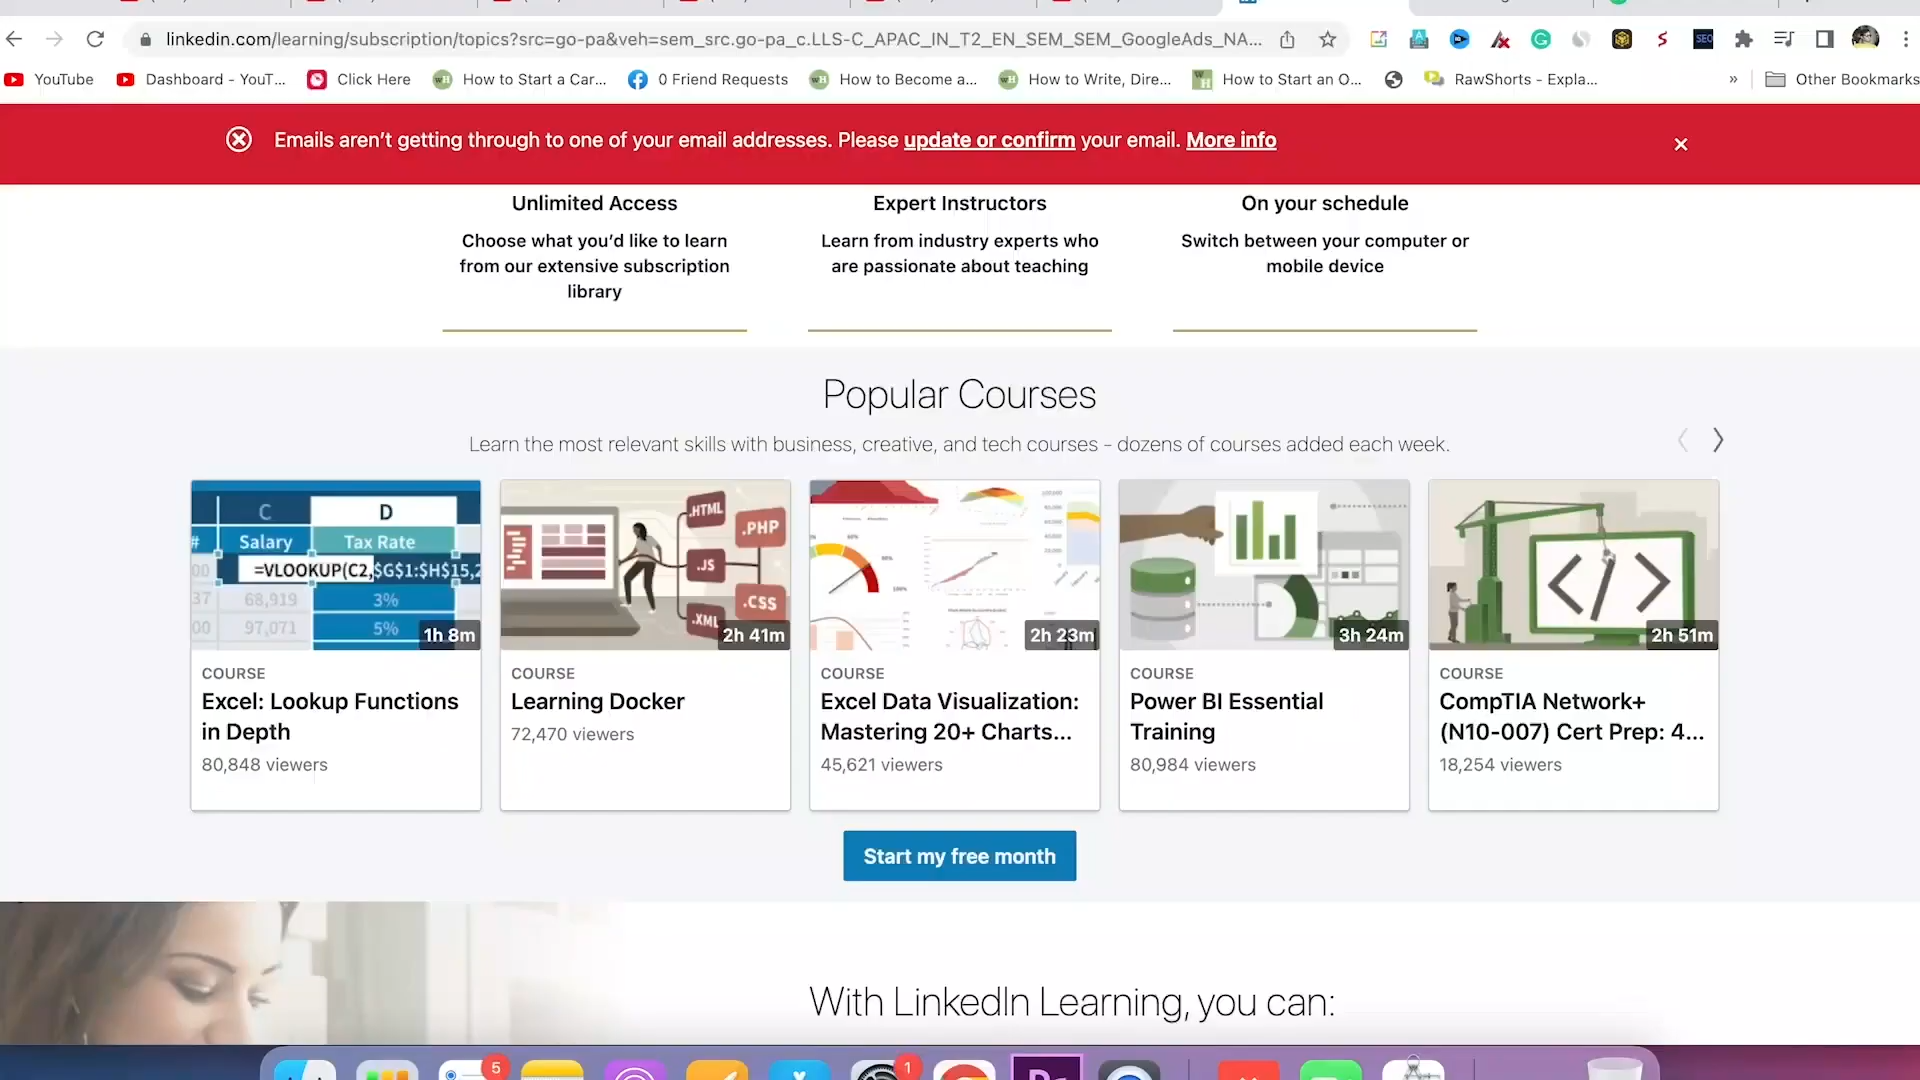 linkedin.com/learning/subscription/topics?src=go-pa&veh=sem_src.go-pa_c.LLS-C_APAC_IN_T2_EN_SEM_SEM_GoogleAds_NA...
YouTube Dashboard - YouT... Click Here How to Start a Car... 0 Friend Requests How to Become a... How to Write, Dire... How to Start an O... RawShorts - Expla... » Other Bookmarks
Emails aren’t getting through to one of your email addresses. Please update or confirm your email. More info
Unlimited Access
Choose what you’d like to learn
from our extensive subscription
library
Expert Instructors
Learn from industry experts who
are passionate about teaching
On your schedule
Switch between your computer or
mobile device
Popular Courses
Learn the most relevant skills with business, creative, and tech courses – dozens of courses added each week.
C D
# Salary Tax Rate
00 =VLOOKUP(C2,$G$1:$H$15,2
37 68,919 3%
00 97,071 5%
1h 8m
COURSE
Excel: Lookup Functions
in Depth
80,848 viewers
.HTML
.PHP
.JS
.CSS
.XML
2h 41m
COURSE
Learning Docker
72,470 viewers
2h 23m
COURSE
Excel Data Visualization:
Mastering 20+ Charts...
45,621 viewers
3h 24m
COURSE
Power BI Essential
Training
80,984 viewers
</>
2h 51m
COURSE
CompTIA Network+
(N10-007) Cert Prep: 4...
18,254 viewers
Start my free month
With LinkedIn Learning, you can:
5
1